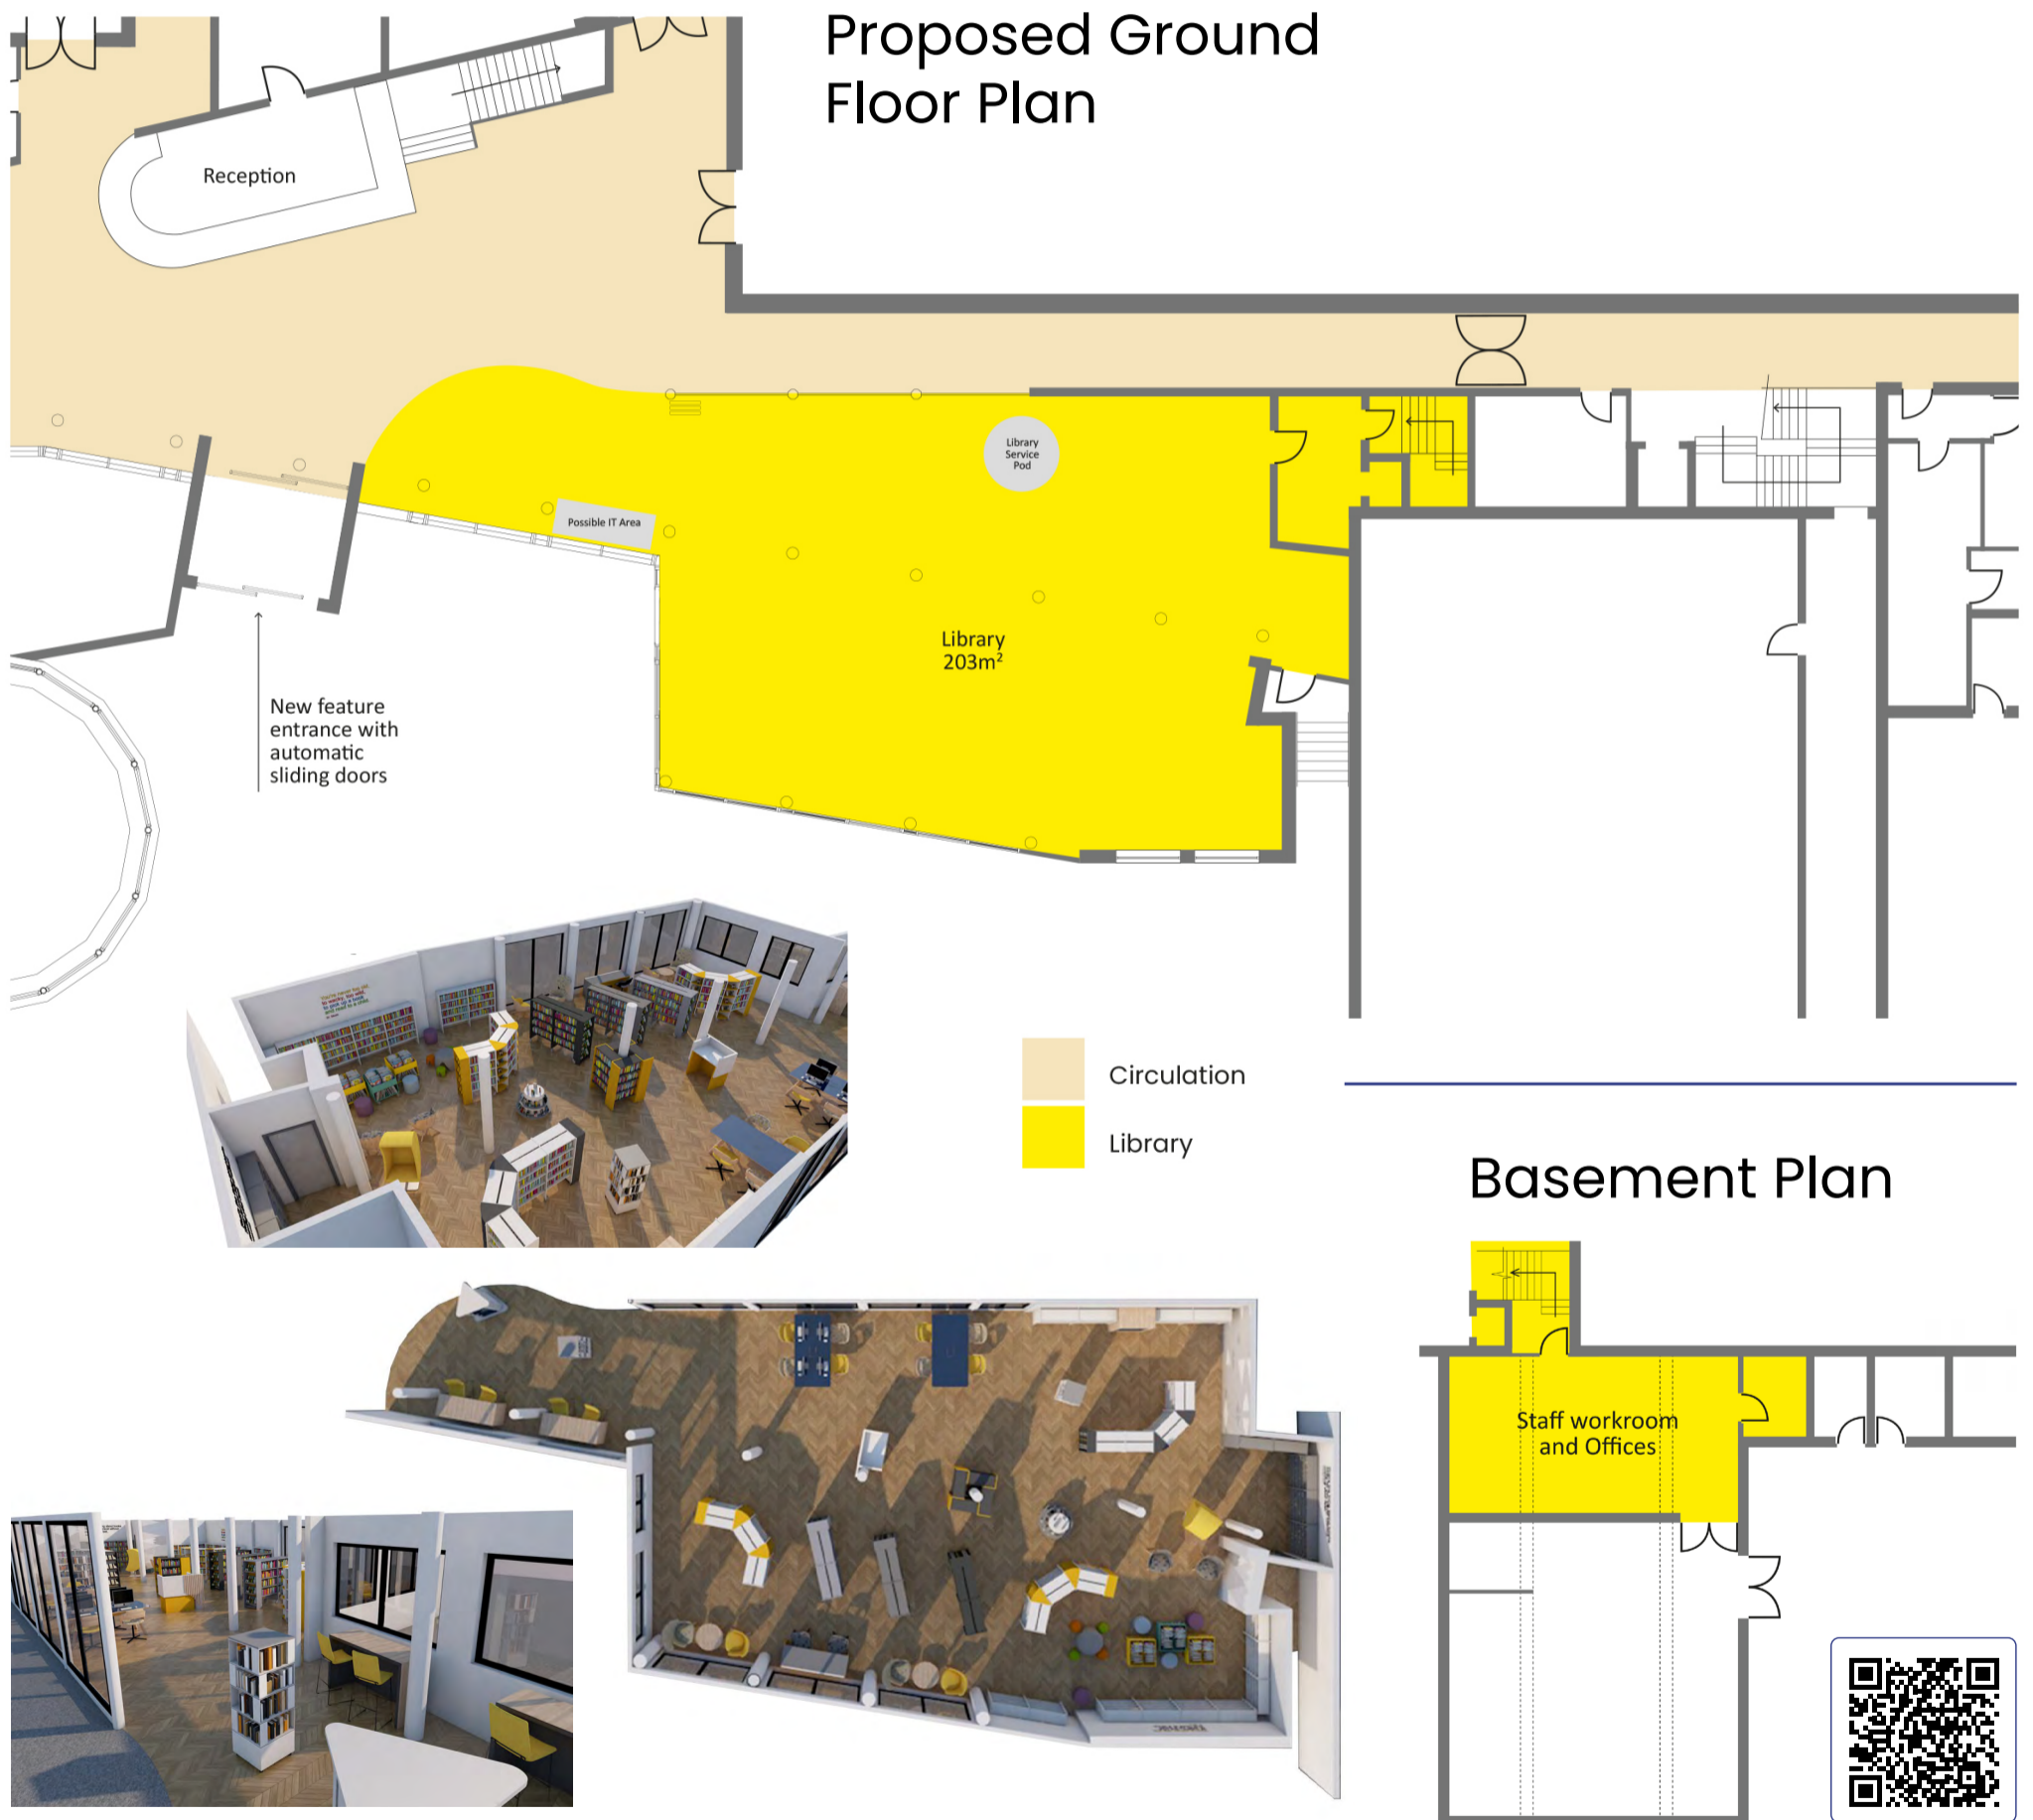 Proposed Ground
Floor Plan
Reception
Library
Service
Pod
Possible IT Area
Library
203m²
New feature
entrance with
automatic
sliding doors
Circulation
Library
Basement Plan
Staff workroom
and Offices